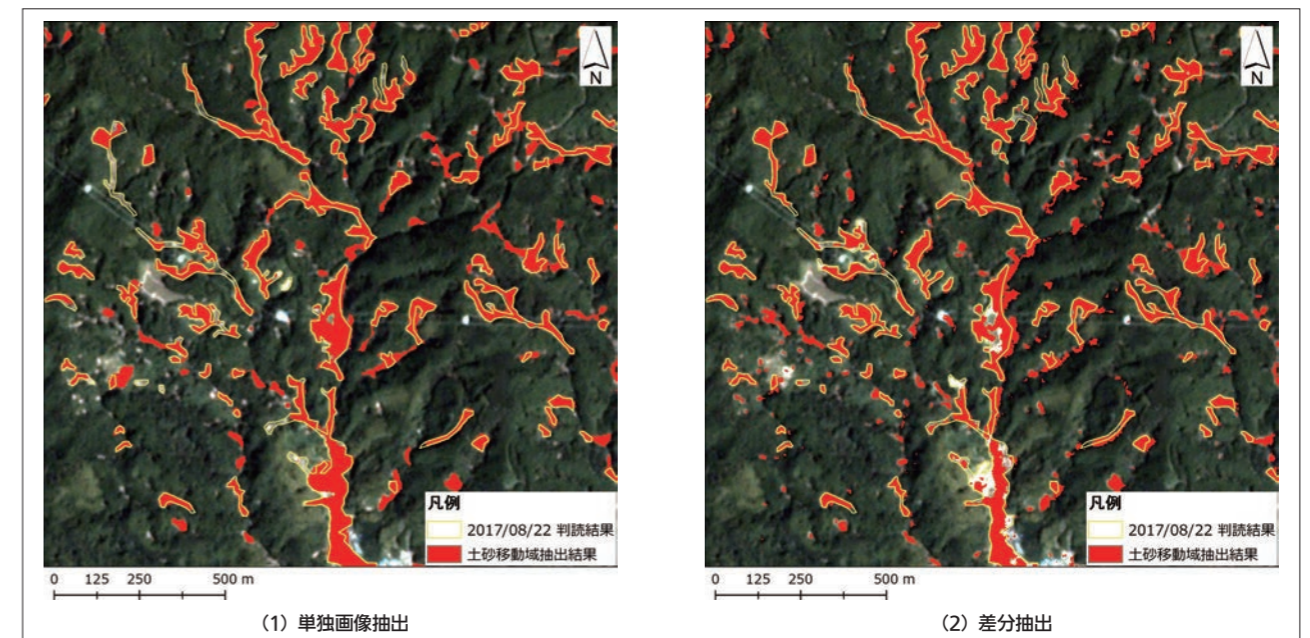 N
凡例
2017/08/22 判読結果
土砂移動域抽出結果
0 125 250 500 m
(1) 単独画像抽出
N
凡例
2017/08/22 判読結果
土砂移動域抽出結果
0 125 250 500 m
(2) 差分抽出